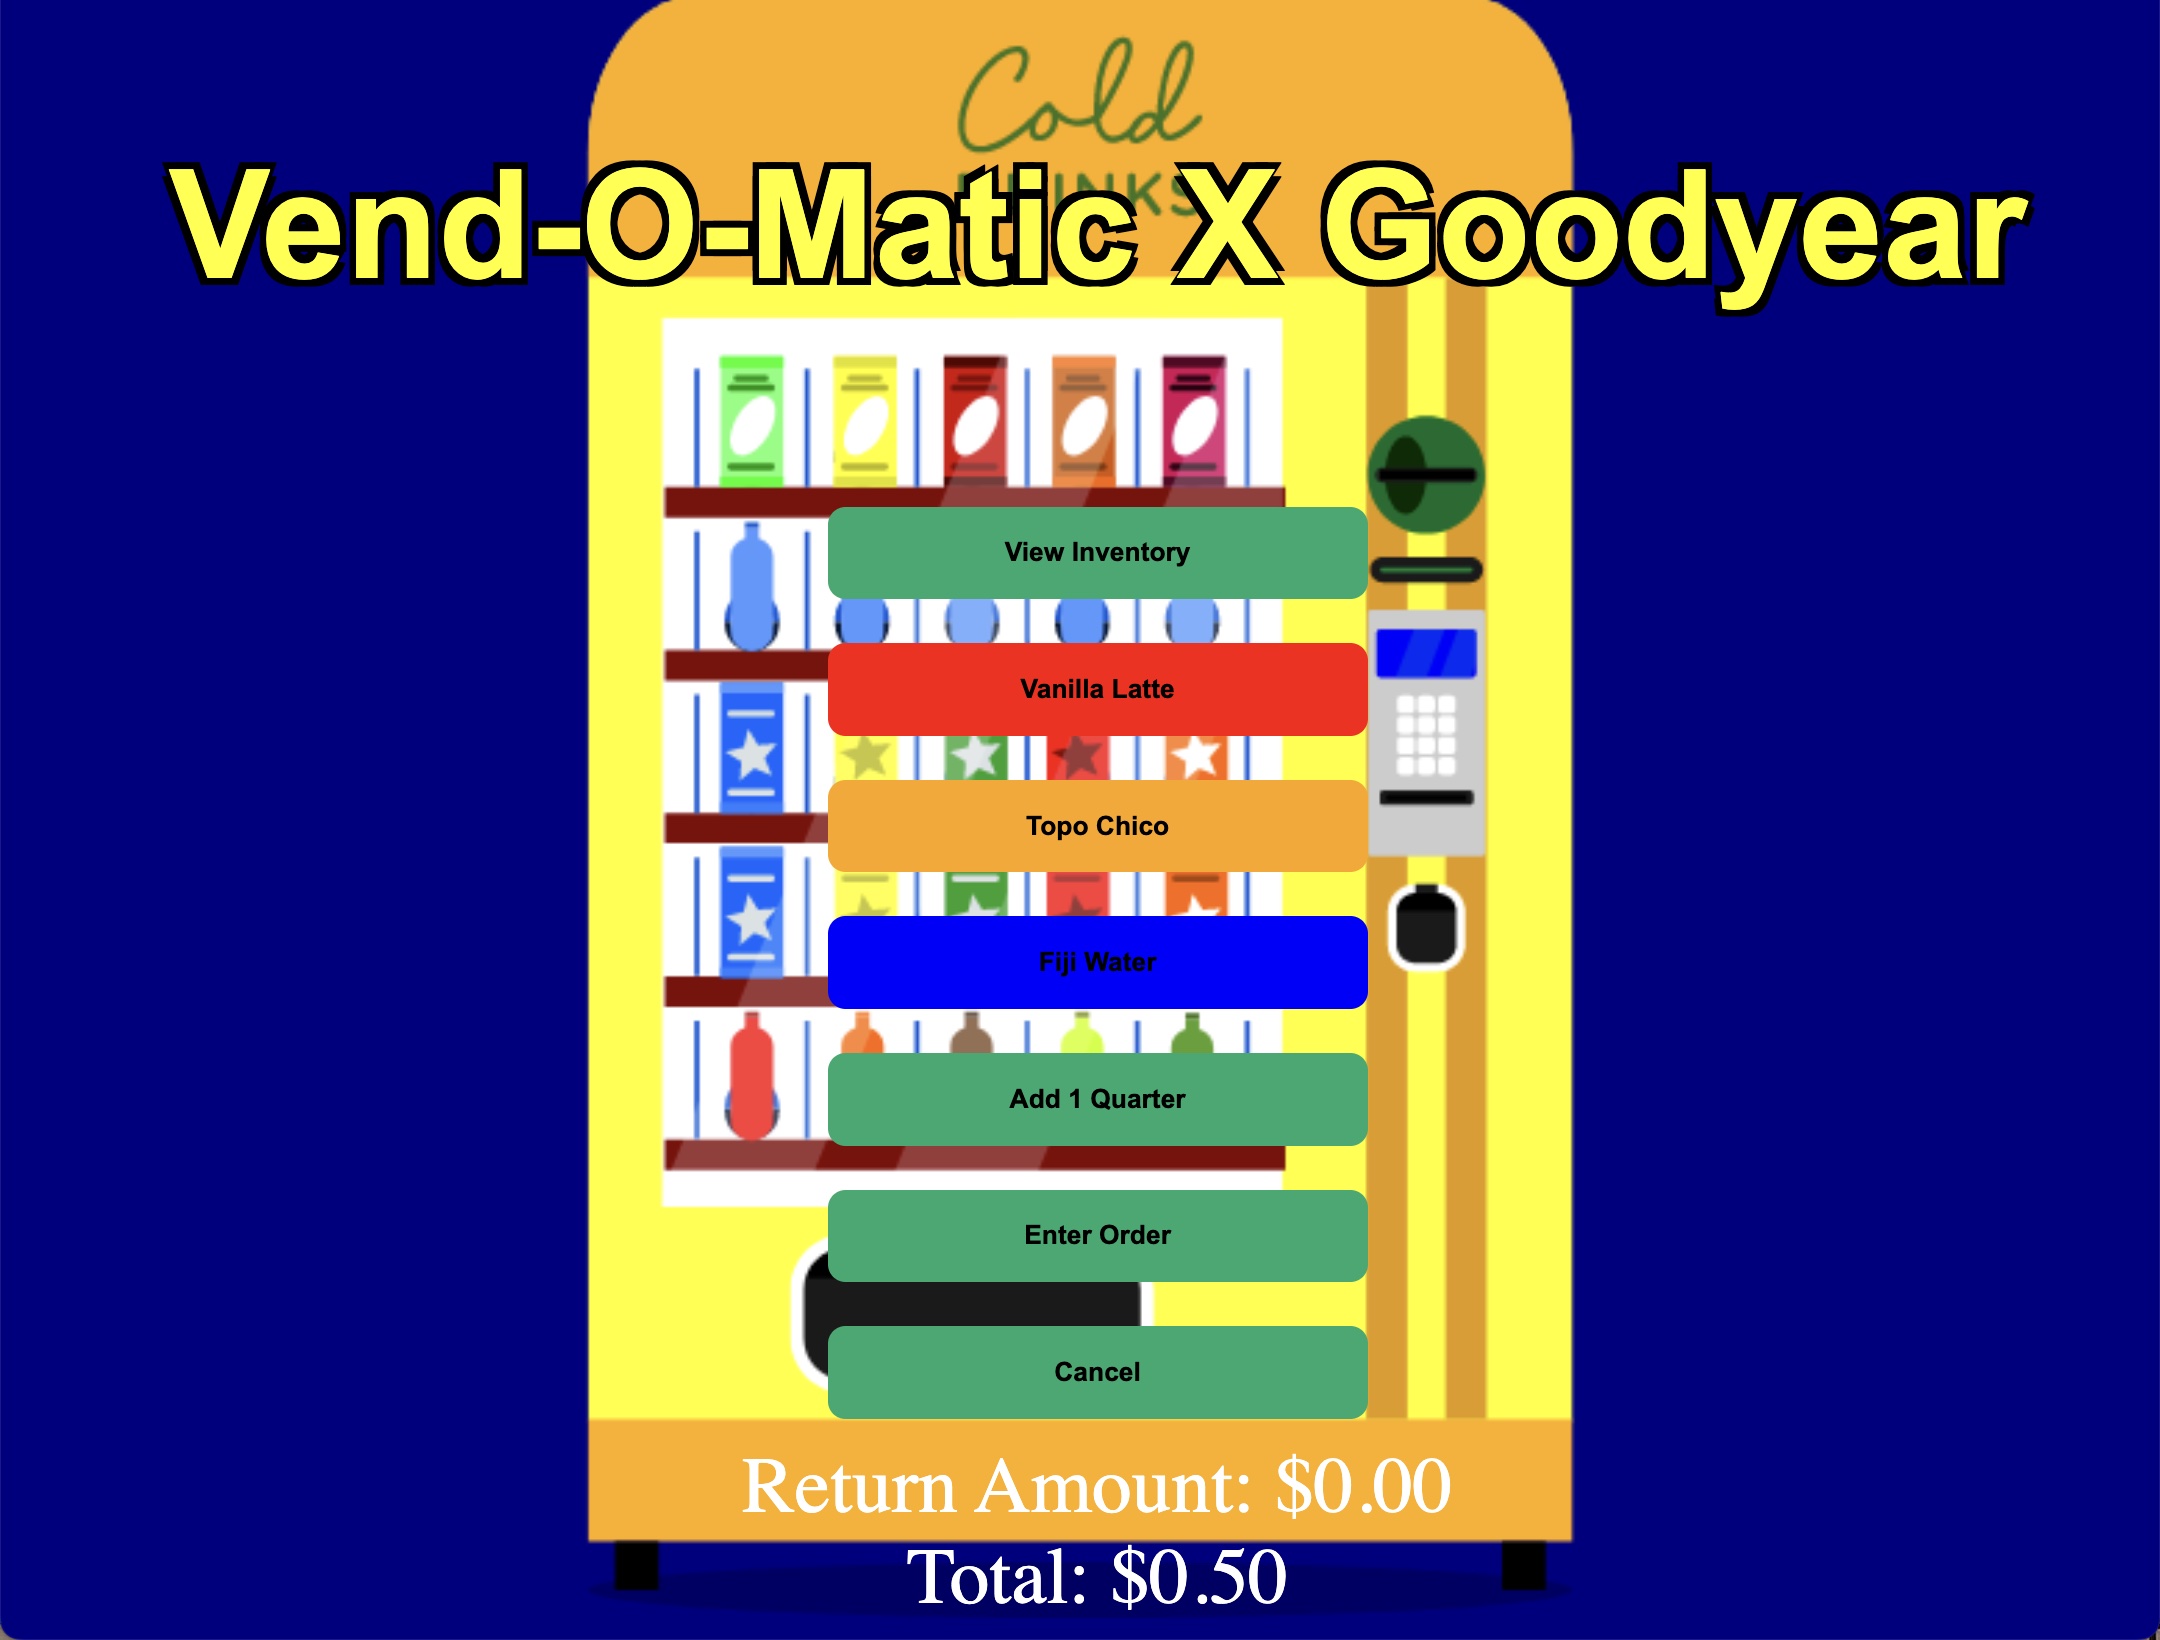 Cold
Vend-O-Matic X Goodyear
View Inventory
Vanilla Latte
Topo Chico
Fiji Water
Add 1 Quarter
Enter Order
Cancel
Return Amount: $0.00
Total: $0.50